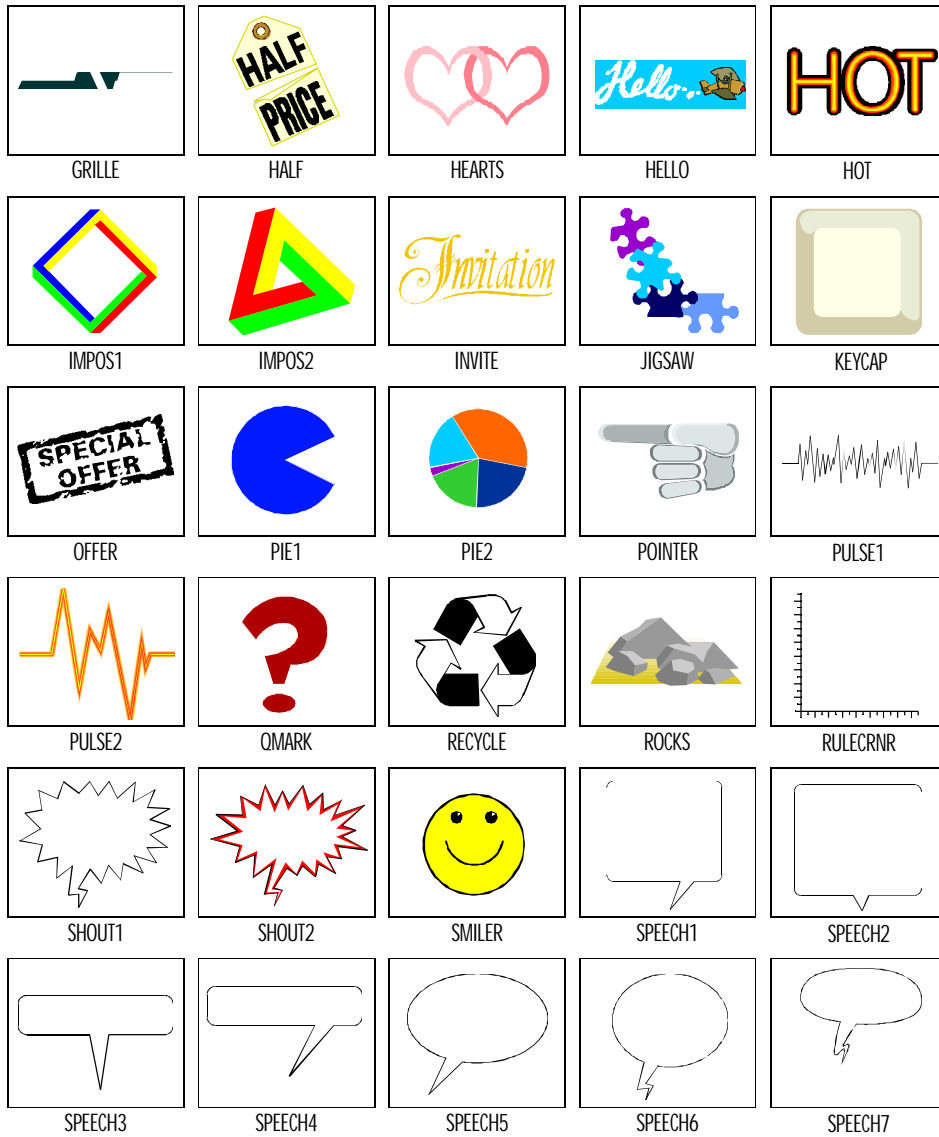 HALF
PRICE
Hello...
HOT
GRILLE
HALF
HEARTS
HELLO
HOT
Invitation
IMPOS1
IMPOS2
INVITE
JIGSAW
KEYCAP
SPECIAL
OFFER
OFFER
PIE1
PIE2
POINTER
PULSE1
?
PULSE2
QMARK
RECYCLE
ROCKS
RULECRNR
SHOUT1
SHOUT2
SMILER
SPEECH1
SPEECH2
SPEECH3
SPEECH4
SPEECH5
SPEECH6
SPEECH7